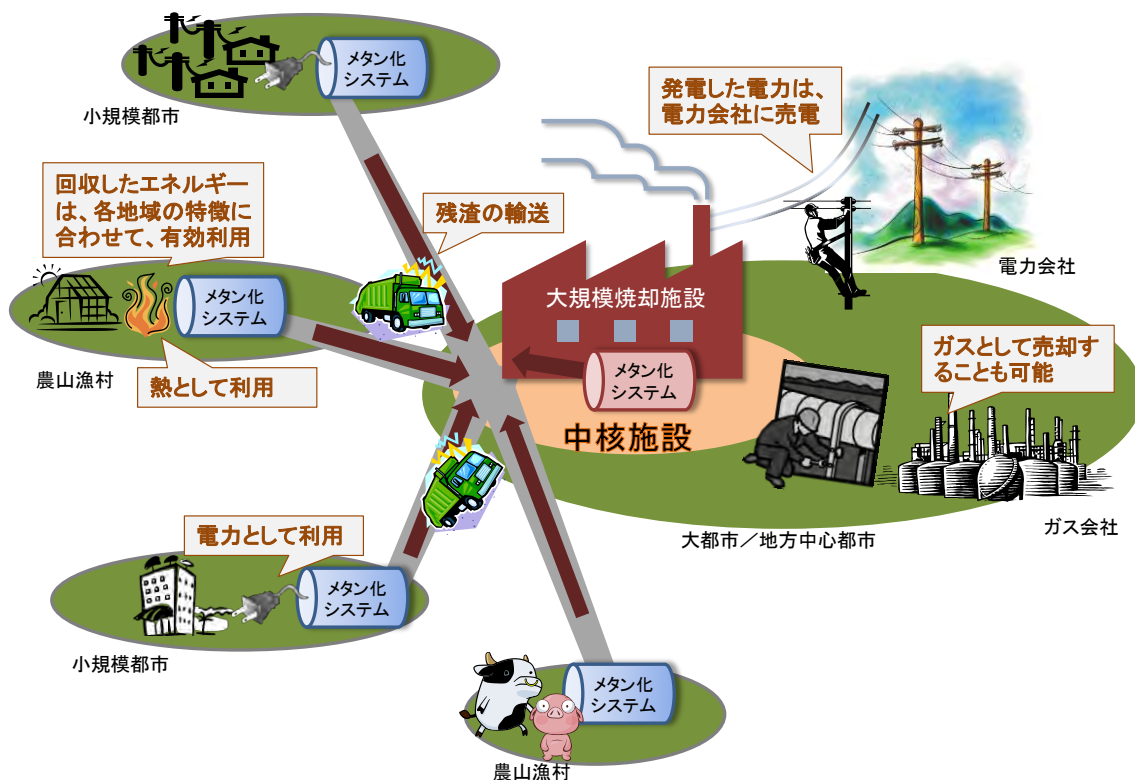 メタン化
システム
小規模都市
発電した電力は、
電力会社に売電
回収したエネルギー
は、各地域の特徴に
合わせて、有効利用
残渣の輸送
電力会社
大規模焼却施設
メタン化
システム
農山漁村
熱として利用
メタン化
システム
中核施設
ガスとして売却す
ることも可能
ガス会社
大都市／地方中心都市
電力として利用
メタン化
システム
小規模都市
メタン化
システム
農山漁村